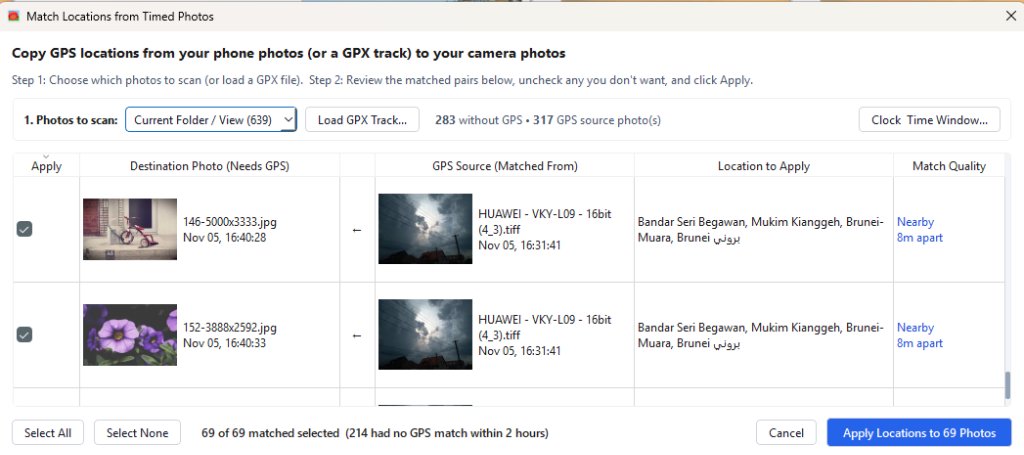 Match Locations from Timed Photos
Copy GPS locations from your phone photos (or a GPX track) to your camera photos
Step 1: Choose which photos to scan (or load a GPX file). Step 2: Review the matched pairs below, uncheck any you don't want, and click Apply.
1. Photos to scan: Current Folder / View (639) Load GPX Track... 283 without GPS • 317 GPS source photo(s) Clock Time Window...
Apply Destination Photo (Needs GPS) GPS Source (Matched From) Location to Apply Match Quality
146-5000x3333.jpg
Nov 05, 16:40:28
←
HUAWEI - VKY-L09 - 16bit
(4_3).tiff
Nov 05, 16:31:41
Bandar Seri Begawan, Mukim Kianggeh, Brunei-
Muara, Brunei بروني
Nearby
8m apart
152-3888x2592.jpg
Nov 05, 16:40:33
←
HUAWEI - VKY-L09 - 16bit
(4_3).tiff
Nov 05, 16:31:41
Bandar Seri Begawan, Mukim Kianggeh, Brunei-
Muara, Brunei بروني
Nearby
8m apart
Select All Select None 69 of 69 matched selected (214 had no GPS match within 2 hours) Cancel Apply Locations to 69 Photos